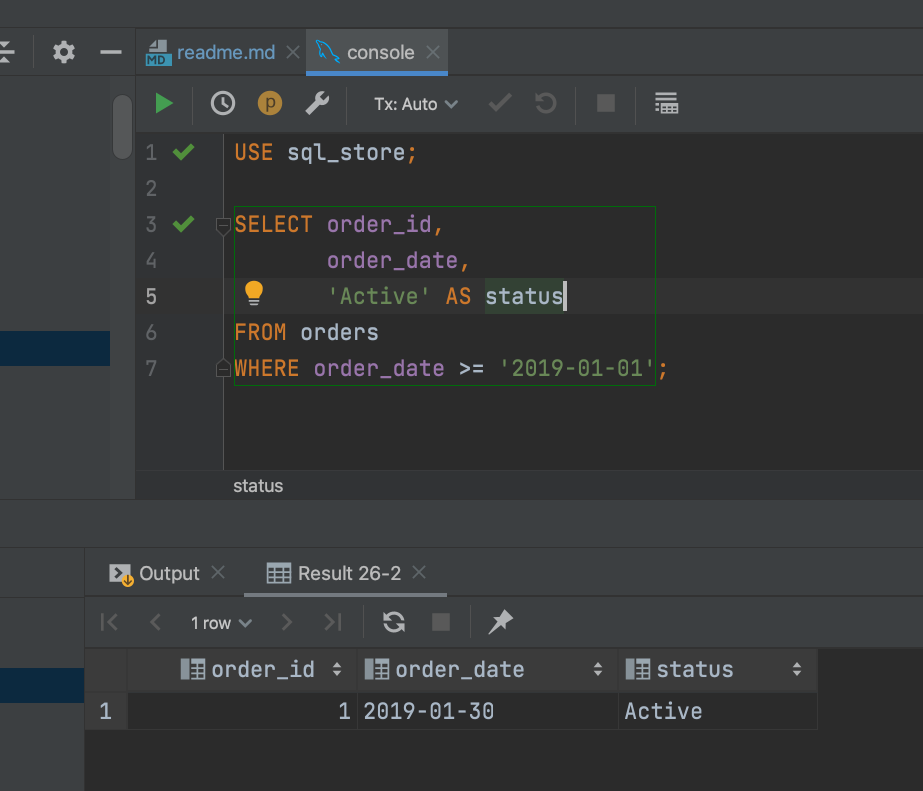 readme.md console
Tx: Auto
1 USE sql_store;
2
3 SELECT order_id,
4 order_date,
5 'Active' AS status
6 FROM orders
7 WHERE order_date >= '2019-01-01';
status
Output Result 26-2
1 row
order_id order_date status
1 1 2019-01-30 Active